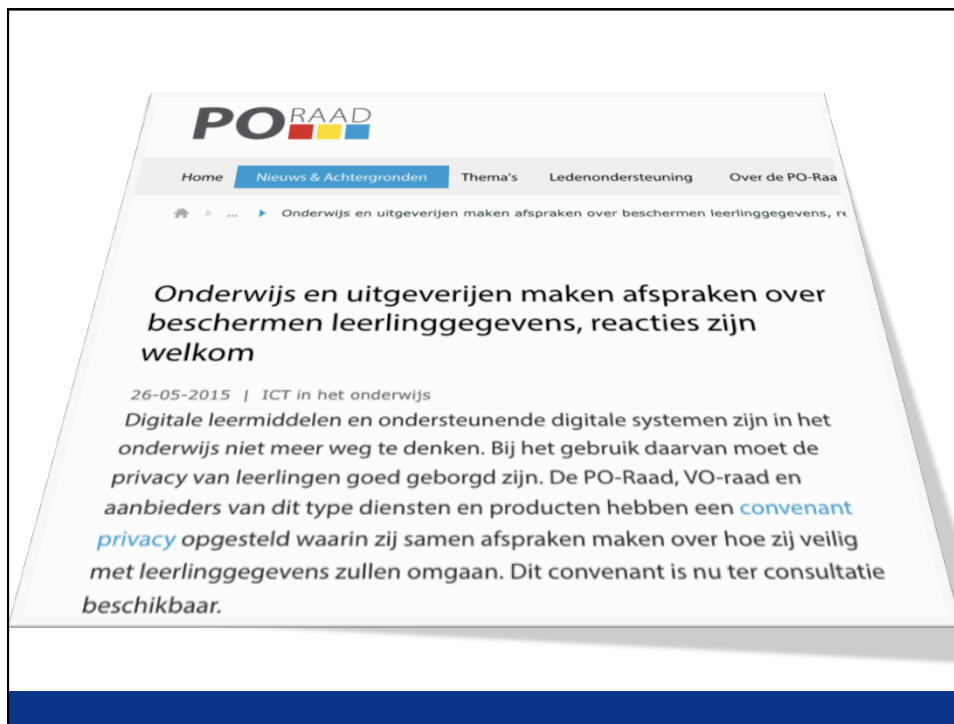 PO RAAD
Home Nieuws & Achtergronden Thema's Ledenondersteuning Over de PO-Raa
... Onderwijs en uitgeverijen maken afspraken over beschermen leerlinggegevens, re
Onderwijs en uitgeverijen maken afspraken over
beschermen leerlinggegevens, reacties zijn
welkom
26-05-2015 | ICT in het onderwijs
Digitale leermiddelen en ondersteunende digitale systemen zijn in het
onderwijs niet meer weg te denken. Bij het gebruik daarvan moet de
privacy van leerlingen goed geborgd zijn. De PO-Raad, VO-raad en
aanbieders van dit type diensten en producten hebben een convenant
privacy opgesteld waarin zij samen afspraken maken over hoe zij veilig
met leerlinggegevens zullen omgaan. Dit convenant is nu ter consultatie
beschikbaar.